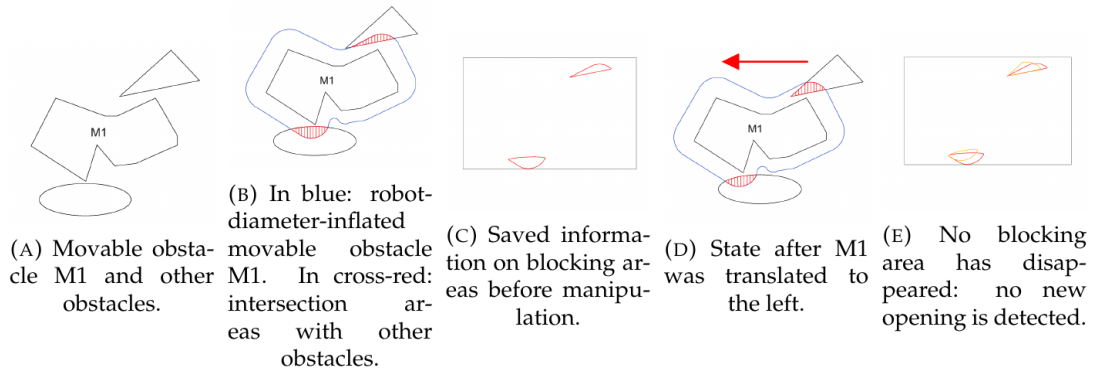 M1
(A) Movable obsta-
cle M1 and other
obstacles.
M1
(B) In blue: robot-
diameter-inflated
movable obstacle
M1. In cross-red:
intersection ar-
eas with other
obstacles.
(C) Saved informa-
tion on blocking ar-
eas before manipu-
lation.
M1
(D) State after M1
was translated to
the left.
(E) No blocking
area has disap-
peared: no new
opening is detected.